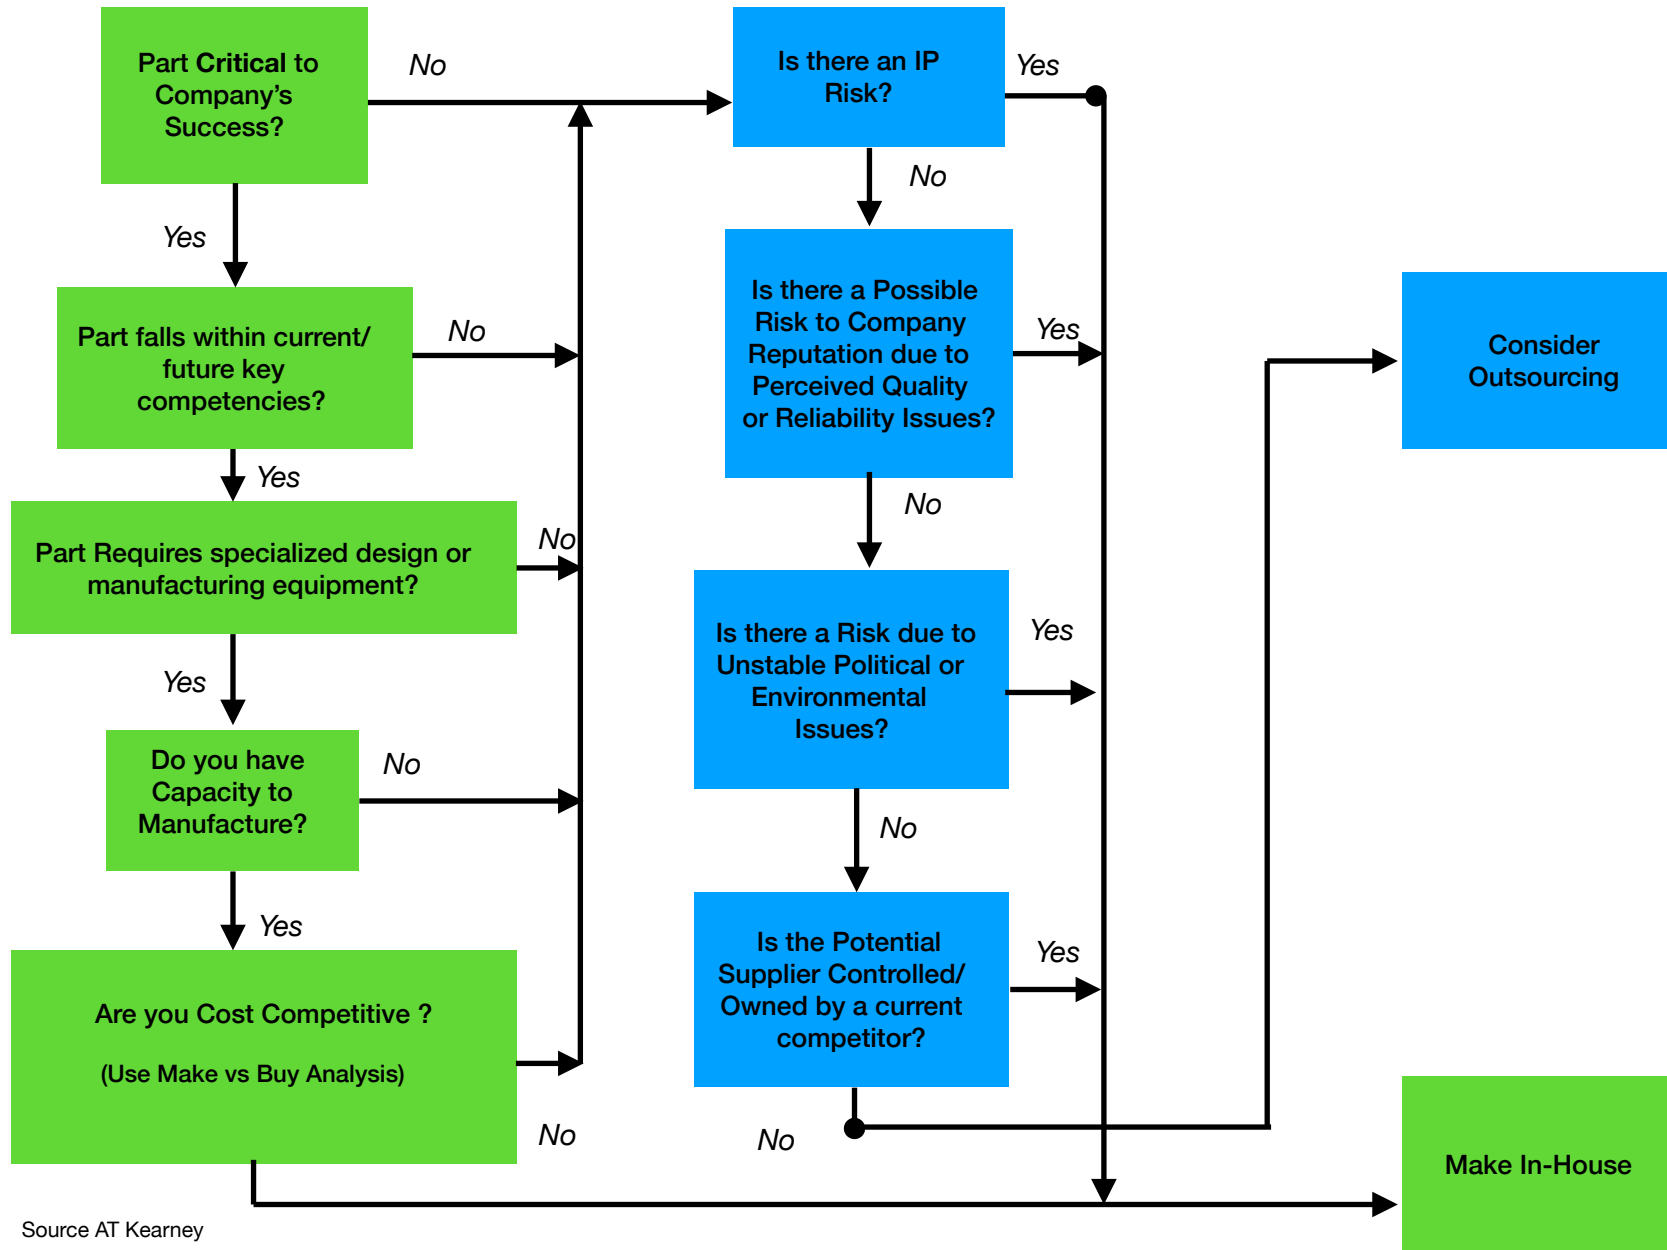 Part Critical to
Company's
Success?
No
Yes
Part falls within current/
future key
competencies?
No
Yes
Part Requires specialized design or
manufacturing equipment?
No
Yes
Do you have
Capacity to
Manufacture?
No
Yes
Are you Cost Competitive ?
(Use Make vs Buy Analysis)
No
Is there an IP
Risk?
Yes
No
Is there a Possible
Risk to Company
Reputation due to
Perceived Quality
or Reliability Issues?
Yes
No
Is there a Risk due to
Unstable Political or
Environmental
Issues?
Yes
No
Is the Potential
Supplier Controlled/
Owned by a current
competitor?
Yes
No
Consider
Outsourcing
Make In-House
Source AT Kearney